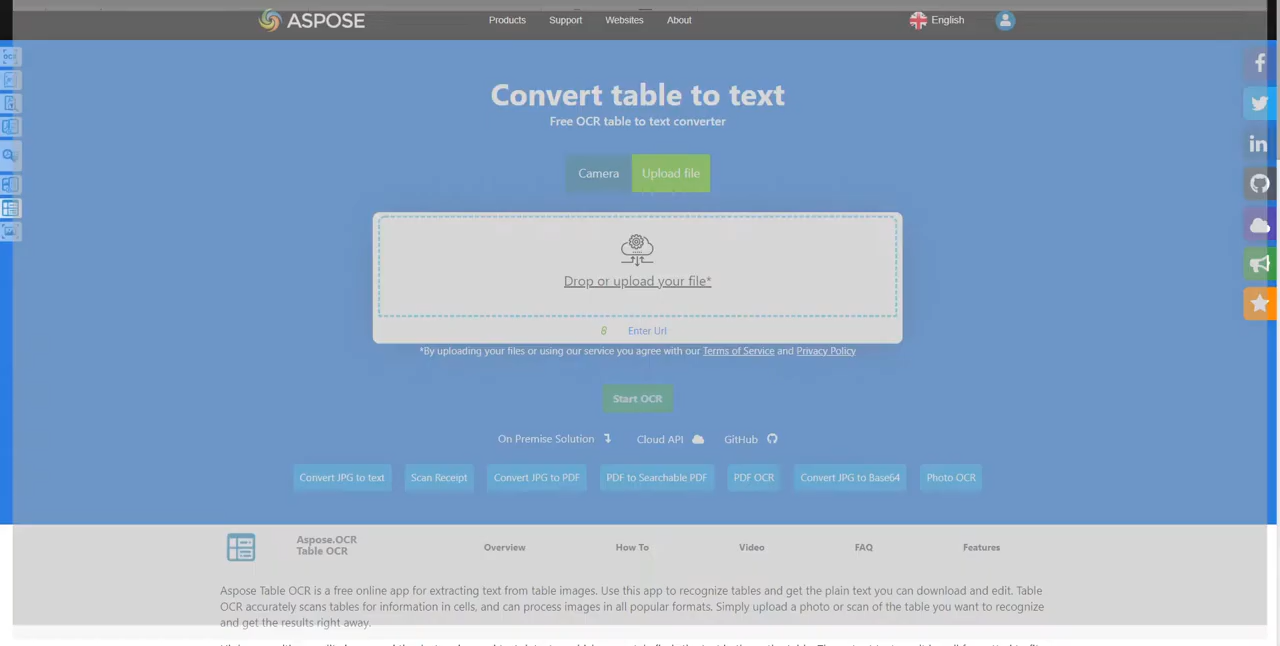 ASPOSE
Products Support Websites About
English
Convert table to text
Free OCR table to text converter
Camera Upload file
Drop or upload your file*
Enter Url
*By uploading your files or using our service you agree with our Terms of Service and Privacy Policy
Start OCR
On Premise Solution Cloud API GitHub
Convert JPG to text Scan Receipt Convert JPG to PDF PDF to Searchable PDF PDF OCR Convert JPG to Base64 Photo OCR
Aspose.OCR
Table OCR
Overview How To Video FAQ Features
Aspose Table OCR is a free online app for extracting text from table images. Use this app to recognize tables and get the plain text you can download and edit. Table
OCR accurately scans tables for information in cells, and can process images in all popular formats. Simply upload a photo or scan of the table you want to recognize
and get the results right away.